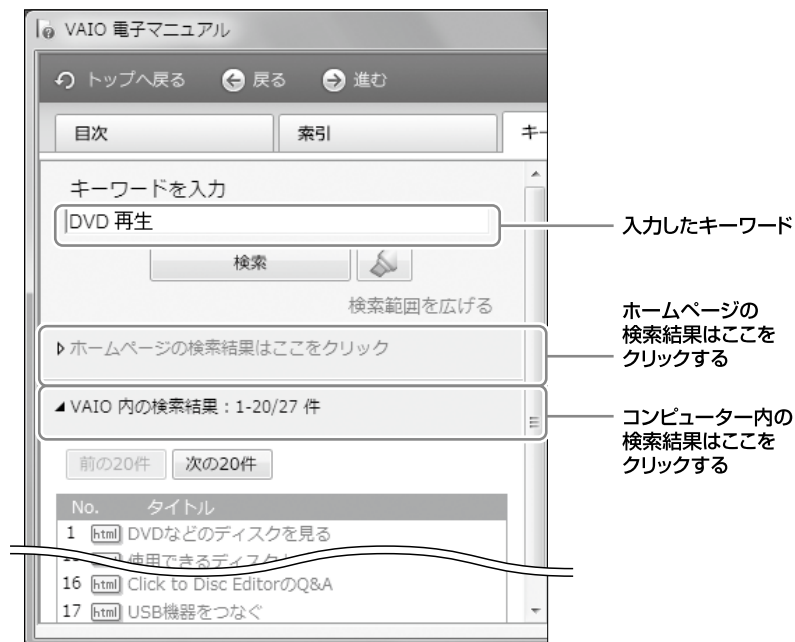 VAIO 電子マニュアル
トップへ戻る 戻る 進む
目次 索引 キー
キーワードを入力
DVD 再生
検索
検索範囲を広げる
ホームページの検索結果はここをクリック
VAIO 内の検索結果：1-20/27 件
前の20件 次の20件
No. タイトル
1 html DVDなどのディスクを見る
使用できるディスク
16 html Click to Disc EditorのQ&A
17 html USB機器をつなぐ
入力したキーワード
ホームページの
検索結果はここを
クリックする
コンピューター内の
検索結果はここを
クリックする